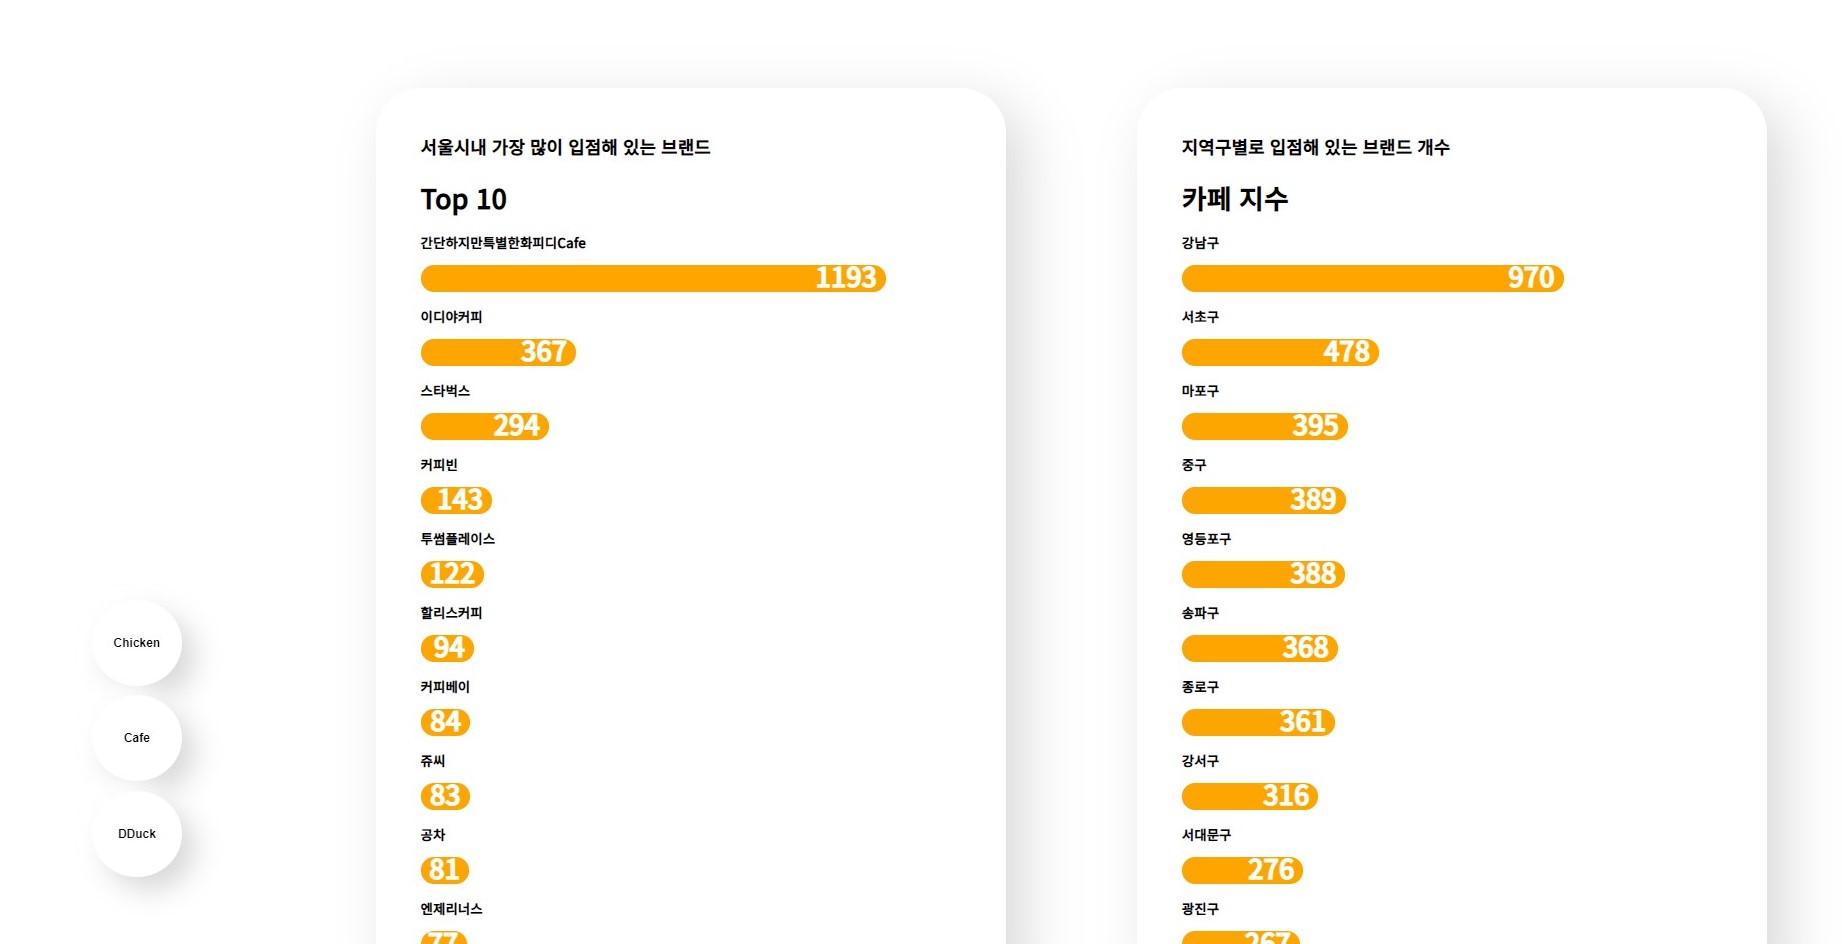 서울시내 가장 많이 입점해 있는 브랜드
Top 10
간단하지만특별한화피디Cafe
1193
이디야커피
367
스타벅스
294
커피빈
143
투썸플레이스
122
할리스커피
94
커피베이
84
쥬씨
83
공차
81
엔제리너스
77
지역구별로 입점해 있는 브랜드 개수
카페 지수
강남구
970
서초구
478
마포구
395
중구
389
영등포구
388
송파구
368
종로구
361
강서구
316
서대문구
276
광진구
267
Chicken
Cafe
DDuck